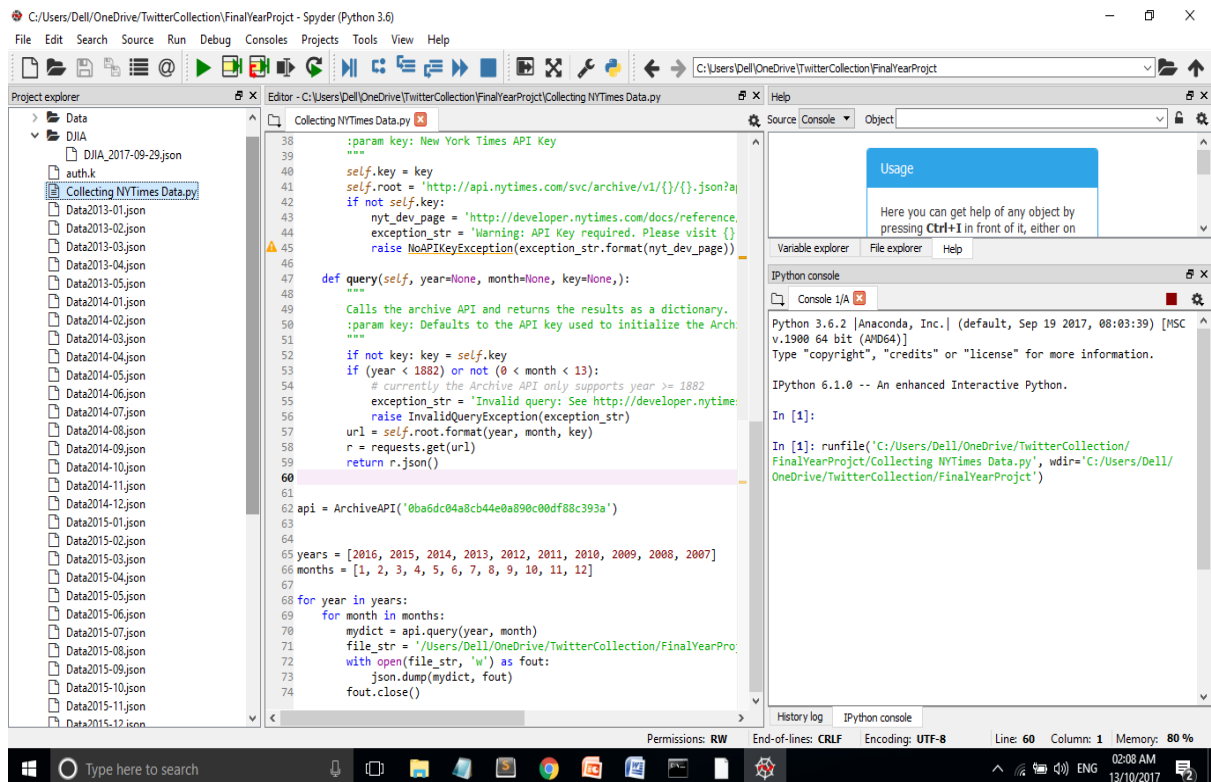 C:/Users/Dell/OneDrive/TwitterCollection\FinalYearProjct - Spyder (Python 3.6)
File Edit Search Source Run Debug Consoles Projects Tools View Help
C:\Users\Dell\OneDrive\TwitterCollection\FinalYearProjct
Project explorer
Data
DJIA
DJIA_2017-09-29.json
auth.k
Collecting NYTimes Data.py
Data2013-01.json
Data2013-02.json
Data2013-03.json
Data2013-04.json
Data2013-05.json
Data2014-01.json
Data2014-02.json
Data2014-03.json
Data2014-04.json
Data2014-05.json
Data2014-06.json
Data2014-07.json
Data2014-08.json
Data2014-09.json
Data2014-10.json
Data2014-11.json
Data2014-12.json
Data2015-01.json
Data2015-02.json
Data2015-03.json
Data2015-04.json
Data2015-05.json
Data2015-06.json
Data2015-07.json
Data2015-08.json
Data2015-09.json
Data2015-10.json
Data2015-11.json
Data2015-12.json
Editor - C:\Users\Dell\OneDrive\TwitterCollection\FinalYearProjct\Collecting NYTimes Data.py
Collecting NYTimes Data.py
38 :param key: New York Times API Key
39 """
40 self.key = key
41 self.root = 'http://api.nytimes.com/svc/archive/v1/{}/{}.json?a
42 if not self.key:
43 nyt_dev_page = 'http://developer.nytimes.com/docs/reference
44 exception_str = 'Warning: API Key required. Please visit {}
45 raise NoAPIKeyException(exception_str.format(nyt_dev_page))
46
47 def query(self, year=None, month=None, key=None,):
48 """
49 Calls the archive API and returns the results as a dictionary.
50 :param key: Defaults to the API key used to initialize the Arch
51 """
52 if not key: key = self.key
53 if (year < 1882) or not (0 < month < 13):
54 # currently the Archive API only supports year >= 1882
55 exception_str = 'Invalid query: See http://developer.nytime
56 raise InvalidQueryException(exception_str)
57 url = self.root.format(year, month, key)
58 r = requests.get(url)
59 return r.json()
60
61
62 api = ArchiveAPI('0ba6dc04a8cb44e0a890c00df88c393a')
63
64
65 years = [2016, 2015, 2014, 2013, 2012, 2011, 2010, 2009, 2008, 2007]
66 months = [1, 2, 3, 4, 5, 6, 7, 8, 9, 10, 11, 12]
67
68 for year in years:
69 for month in months:
70 mydict = api.query(year, month)
71 file_str = '/Users/Dell/OneDrive/TwitterCollection/FinalYearPro
72 with open(file_str, 'w') as fout:
73 json.dump(mydict, fout)
74 fout.close()
Help
Source Console Object
Usage
Here you can get help of any object by
pressing Ctrl+I in front of it, either on
Variable explorer File explorer Help
IPython console
Console 1/A
Python 3.6.2 |Anaconda, Inc.| (default, Sep 19 2017, 08:03:39) [MSC
v.1900 64 bit (AMD64)]
Type "copyright", "credits" or "license" for more information.
IPython 6.1.0 -- An enhanced Interactive Python.
In [1]:
In [1]: runfile('C:/Users/Dell/OneDrive/TwitterCollection/
FinalYearProjct/Collecting NYTimes Data.py', wdir='C:/Users/Dell/
OneDrive/TwitterCollection/FinalYearProjct')
History log IPython console
Permissions: RW End-of-lines: CRLF Encoding: UTF-8 Line: 60 Column: 1 Memory: 80 %
Type here to search
ENG
02:08 AM
13/10/2017